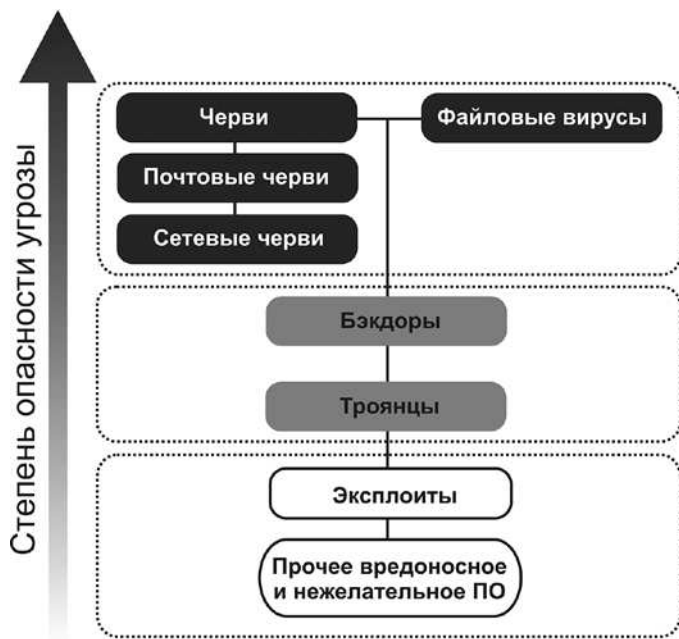 Степень опасности угрозы
Черви
Файловые вирусы
Почтовые черви
Сетевые черви
Бэкдоры
Троянцы
Эксплоиты
Прочее вредоносное
и нежелательное ПО